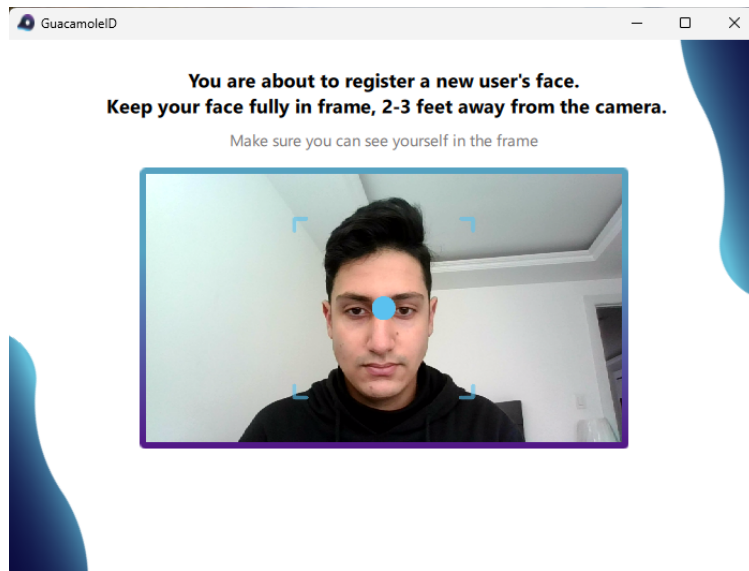 GuacamoleID
You are about to register a new user's face.
Keep your face fully in frame, 2-3 feet away from the camera.
Make sure you can see yourself in the frame